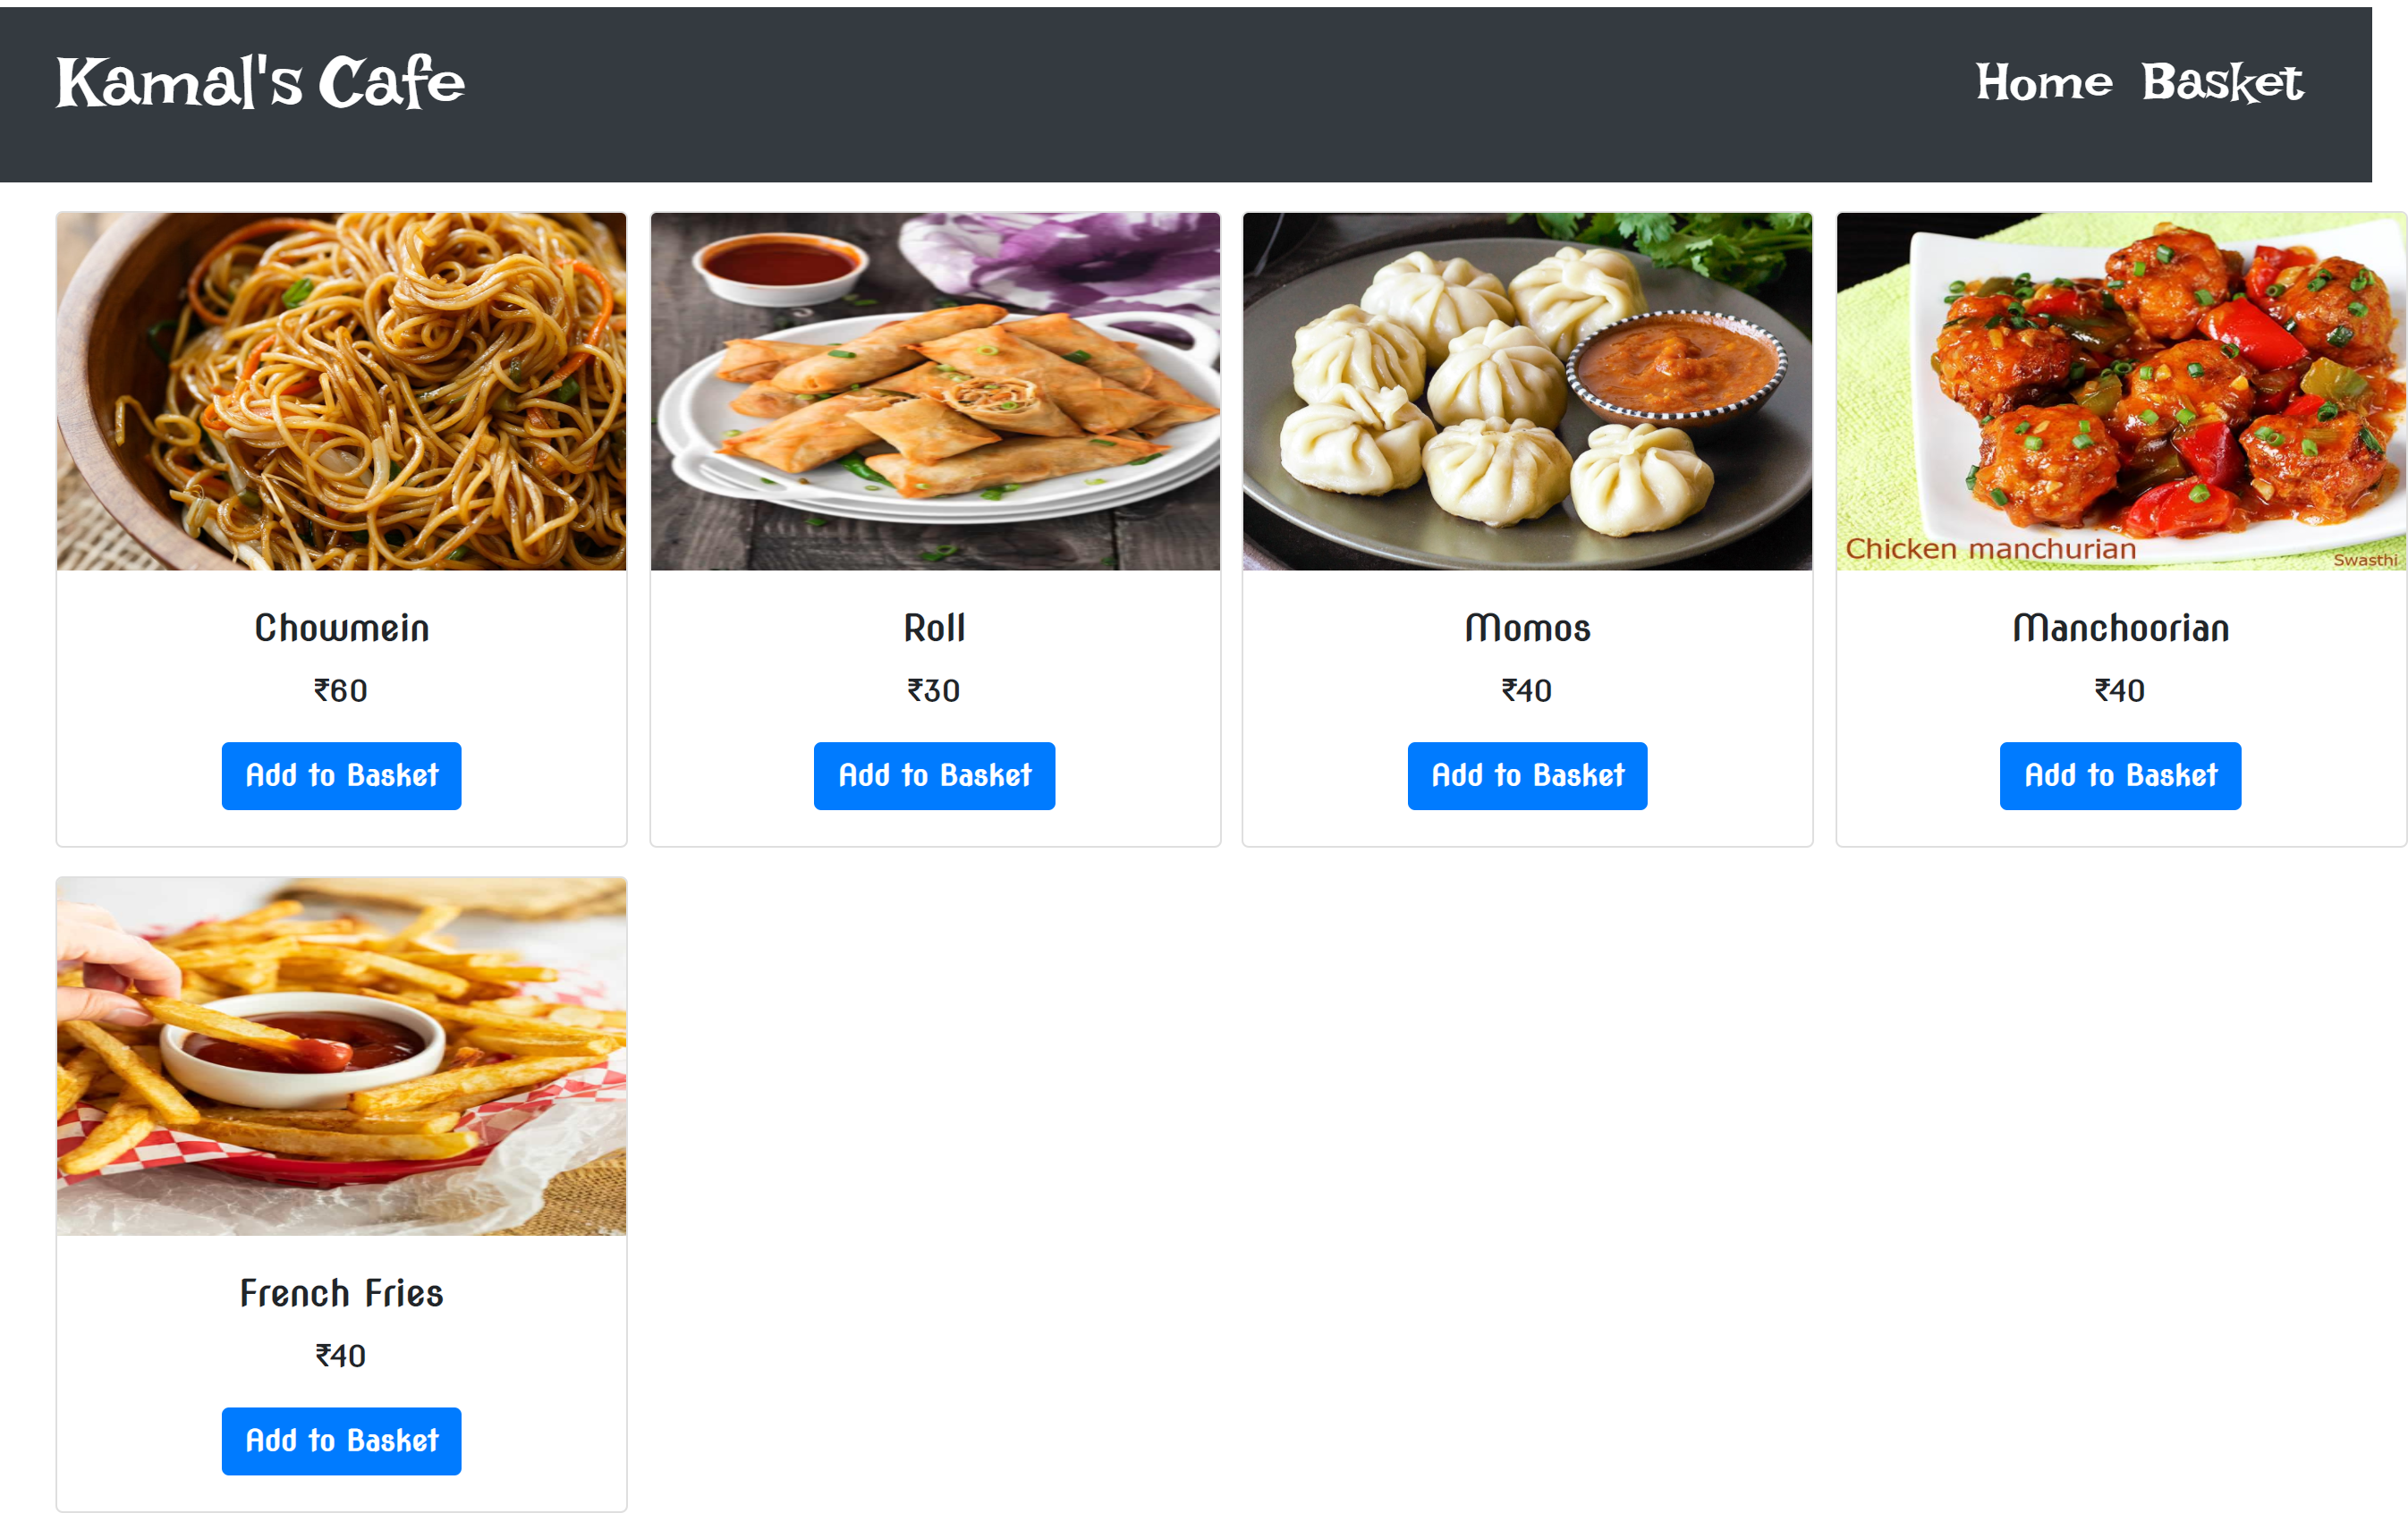 Kamal's Cafe
Home Basket
Chicken manchurian
Swasthi
Chowmein
₹60
Add to Basket
Roll
₹30
Add to Basket
Momos
₹40
Add to Basket
Manchoorian
₹40
Add to Basket
French Fries
₹40
Add to Basket